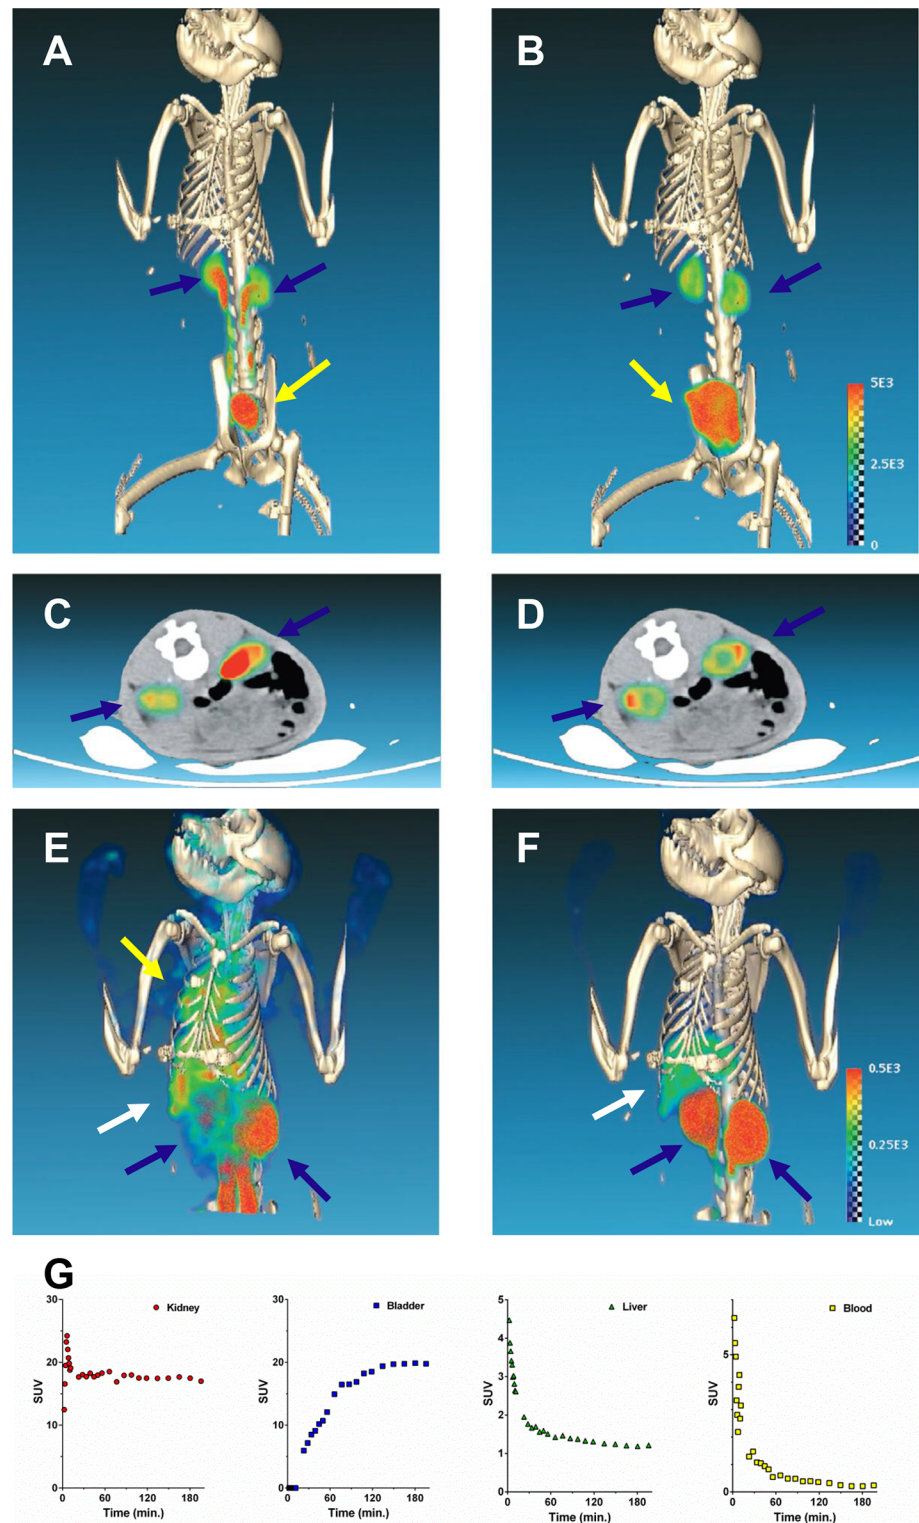 A
B
5E3
2.5E3
0
C
D
E
F
0.5E3
0.25E3
Low
G
30
20
10
0
SUV
Kidney
0 60 120 180
Time (min.)
30
20
10
0
SUV
Bladder
0 60 120 180
Time (min.)
5
4
3
2
1
0
SUV
Liver
0 60 120 180
Time (min.)
5
0
SUV
Blood
0 60 120 180
Time (min.)